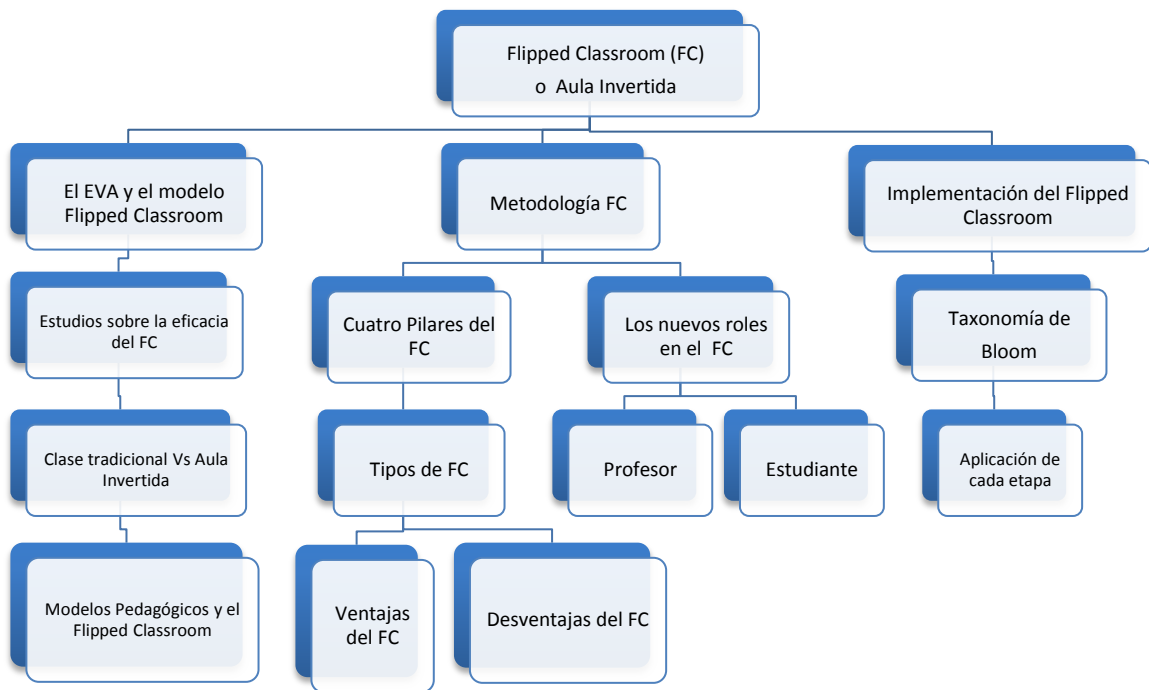 Flipped Classroom (FC)
o Aula Invertida
El EVA y el modelo
Flipped Classroom
Metodología FC
Implementación del Flipped
Classroom
Estudios sobre la eficacia
del FC
Cuatro Pilares del
FC
Los nuevos roles
en el FC
Taxonomía de
Bloom
Clase tradicional Vs Aula
Invertida
Tipos de FC
Profesor
Estudiante
Aplicación de
cada etapa
Modelos Pedagógicos y el
Flipped Classroom
Ventajas
del FC
Desventajas del FC